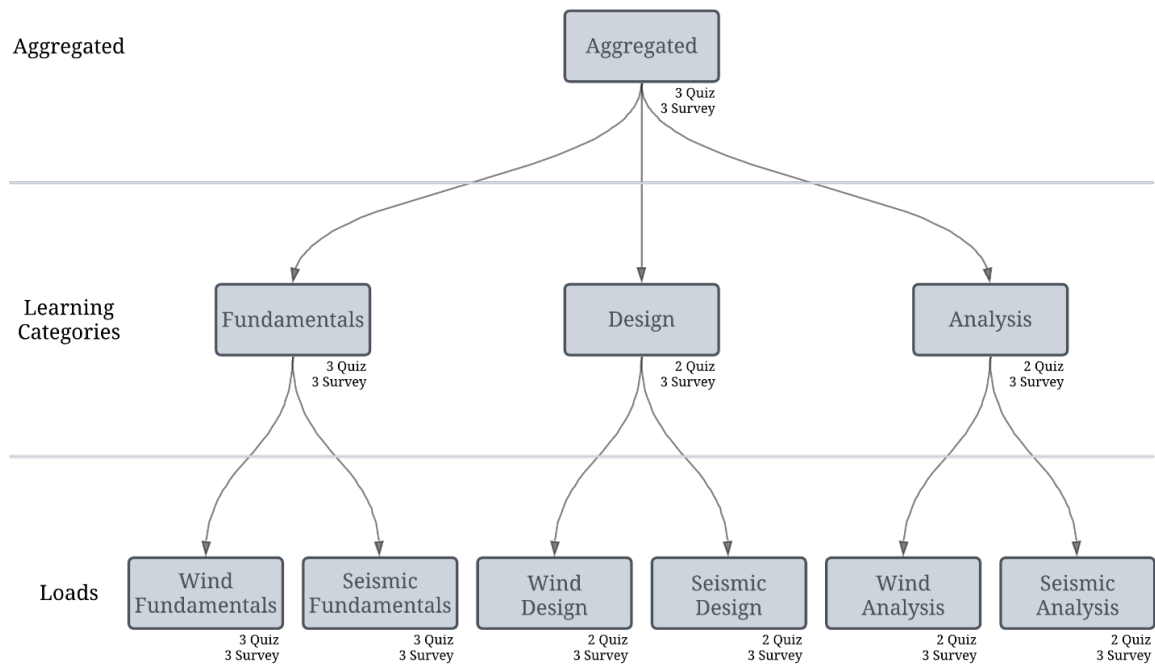 Aggregated
Aggregated
3 Quiz
3 Survey
Learning
Categories
Fundamentals
3 Quiz
3 Survey
Design
2 Quiz
3 Survey
Analysis
2 Quiz
3 Survey
Loads
Wind
Fundamentals
3 Quiz
3 Survey
Seismic
Fundamentals
3 Quiz
3 Survey
Wind
Design
2 Quiz
3 Survey
Seismic
Design
2 Quiz
3 Survey
Wind
Analysis
2 Quiz
3 Survey
Seismic
Analysis
2 Quiz
3 Survey